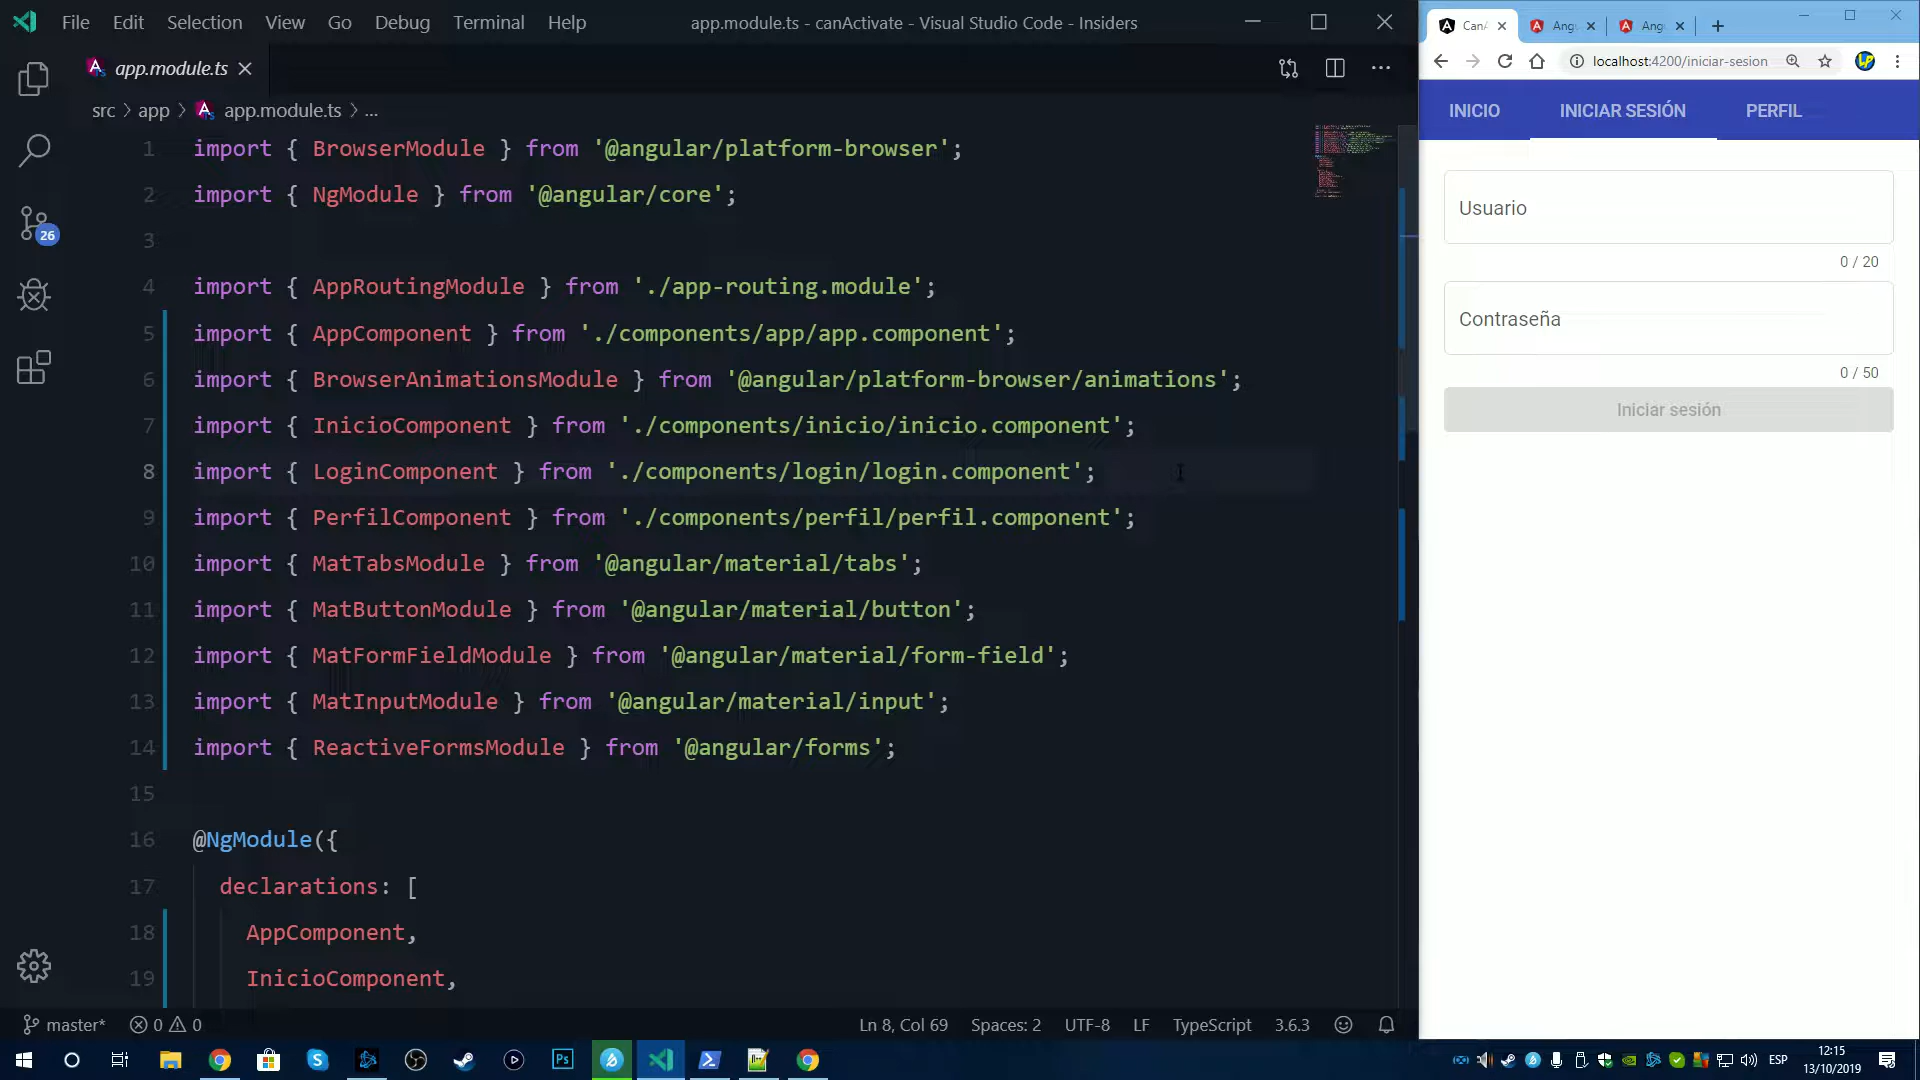 File Edit Selection View Go Debug Terminal Help
app.module.ts - canActivate - Visual Studio Code - Insiders
app.module.ts
src > app > app.module.ts > ...
1 import { BrowserModule } from '@angular/platform-browser';
2 import { NgModule } from '@angular/core';
3
4 import { AppRoutingModule } from './app-routing.module';
5 import { AppComponent } from './components/app/app.component';
6 import { BrowserAnimationsModule } from '@angular/platform-browser/animations';
7 import { InicioComponent } from './components/inicio/inicio.component';
8 import { LoginComponent } from './components/login/login.component';
9 import { PerfilComponent } from './components/perfil/perfil.component';
10 import { MatTabsModule } from '@angular/material/tabs';
11 import { MatButtonModule } from '@angular/material/button';
12 import { MatFormFieldModule } from '@angular/material/form-field';
13 import { MatInputModule } from '@angular/material/input';
14 import { ReactiveFormsModule } from '@angular/forms';
15
16 @NgModule({
17 declarations: [
18 AppComponent,
19 InicioComponent,
26
master* 0 0
Ln 8, Col 69 Spaces: 2 UTF-8 LF TypeScript 3.6.3
Can Ang Ang
localhost:4200/iniciar-sesion
INICIO INICIAR SESIÓN PERFIL
Usuario
0 / 20
Contraseña
0 / 50
Iniciar sesión
Ps
ESP
12:15
13/10/2019